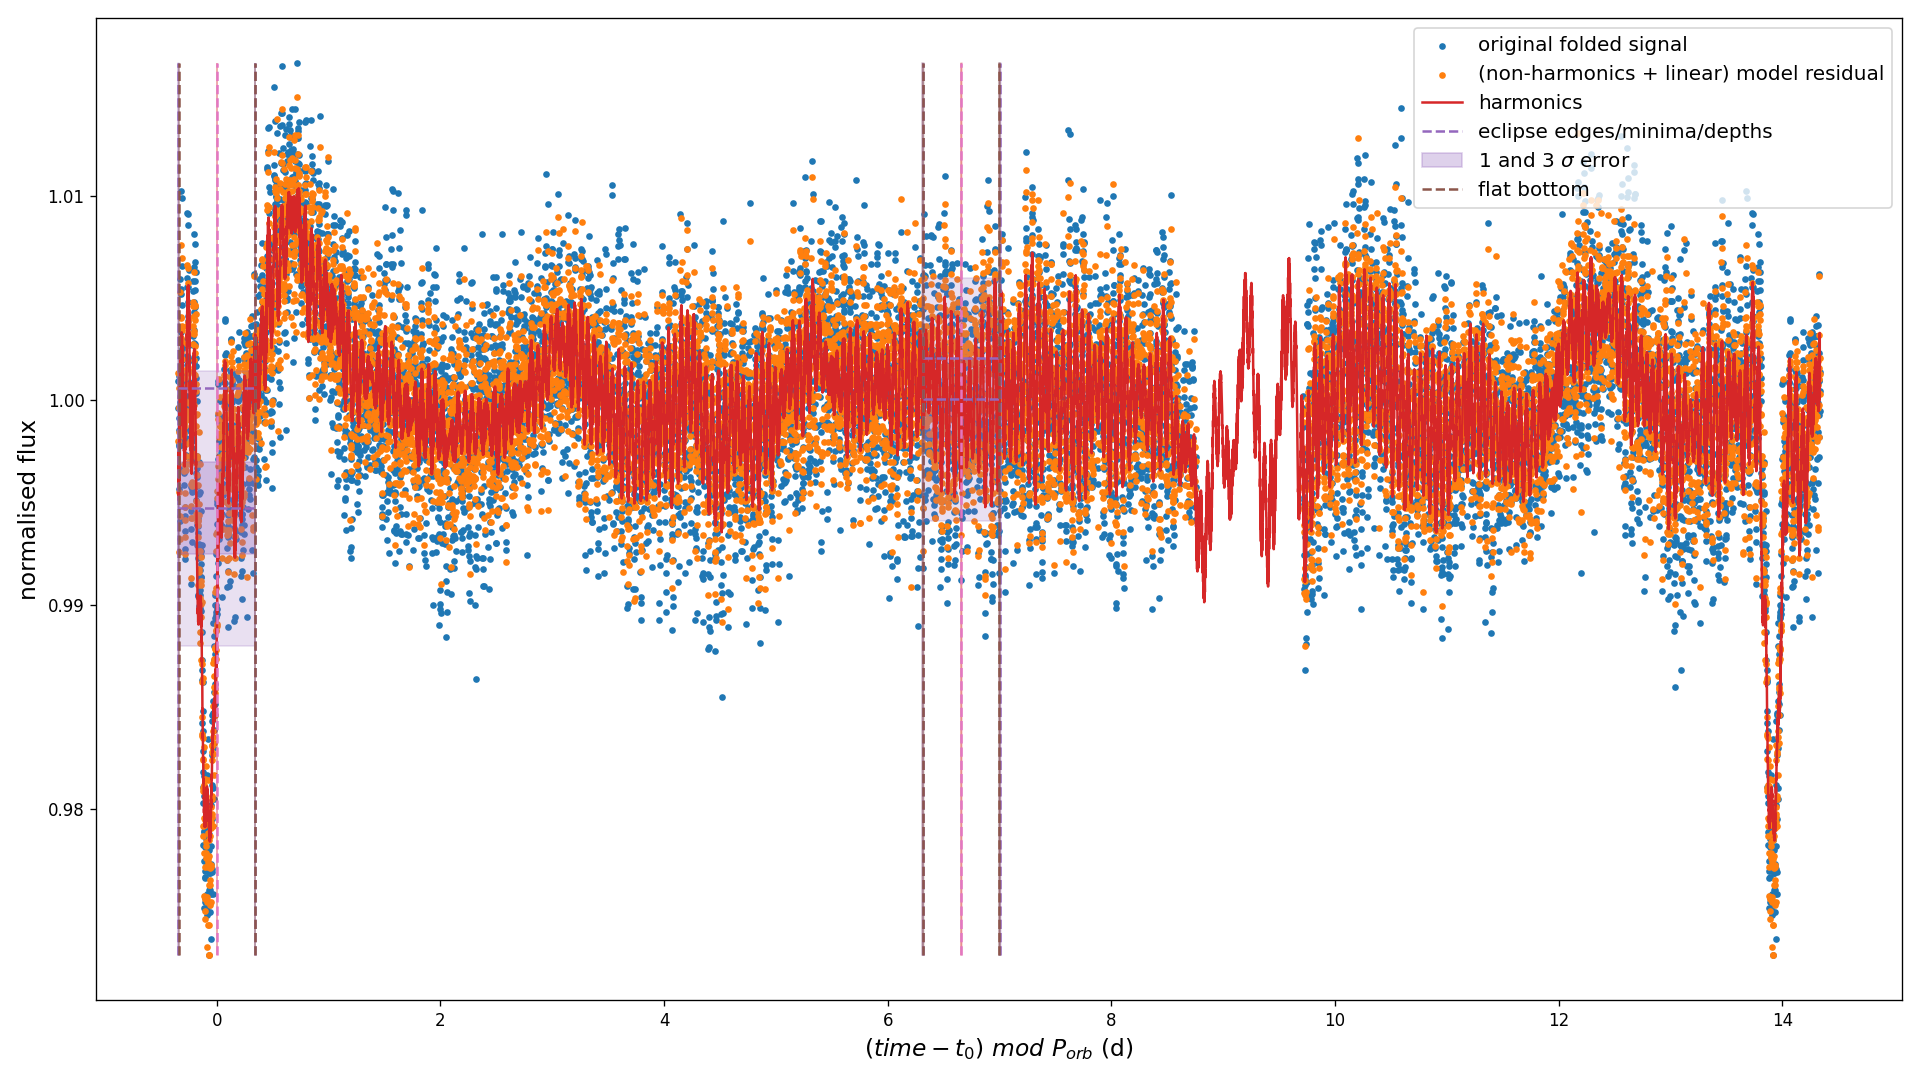 original folded signal
(non-harmonics + linear) model residual
harmonics
eclipse edges/minima/depths
1 and 3 σ error
flat bottom
normalised flux
1.01
1.00
0.99
0.98
0 2 4 6 8 10 12 14
(time − t₀) mod Pₒᵣb (d)